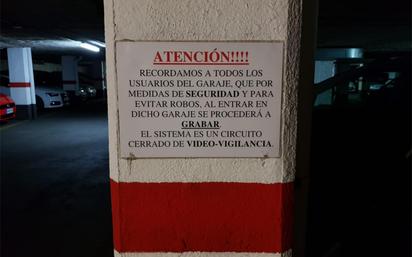 ATENCIÓN!!!!
RECORDAMOS A TODOS LOS
USUARIOS DEL GARAJE, QUE POR
MEDIDAS DE SEGURIDAD Y PARA
EVITAR ROBOS, AL ENTRAR EN
DICHO GARAJE SE PROCEDERÁ A
GRABAR.
EL SISTEMA ES UN CIRCUITO
CERRADO DE VIDEO-VIGILANCIA.